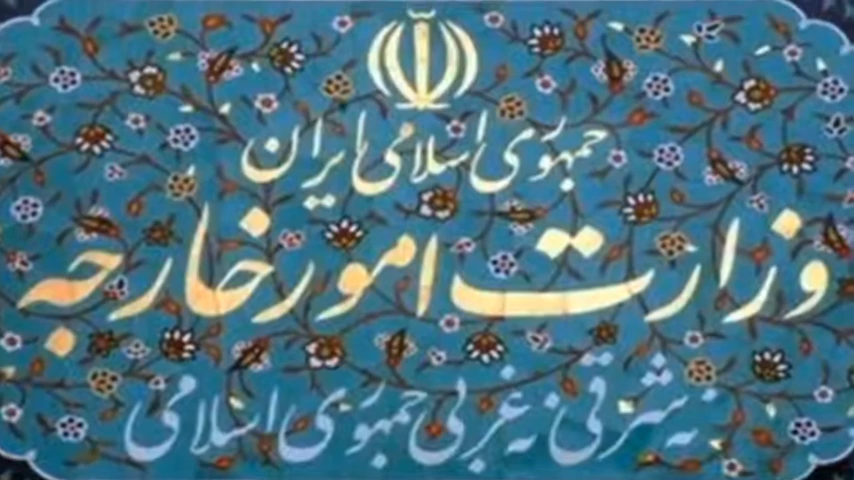 جمهوری اسلامی ایران
وزارت امور خارجه
نه شرقی نه غربی جمهوری اسلامی